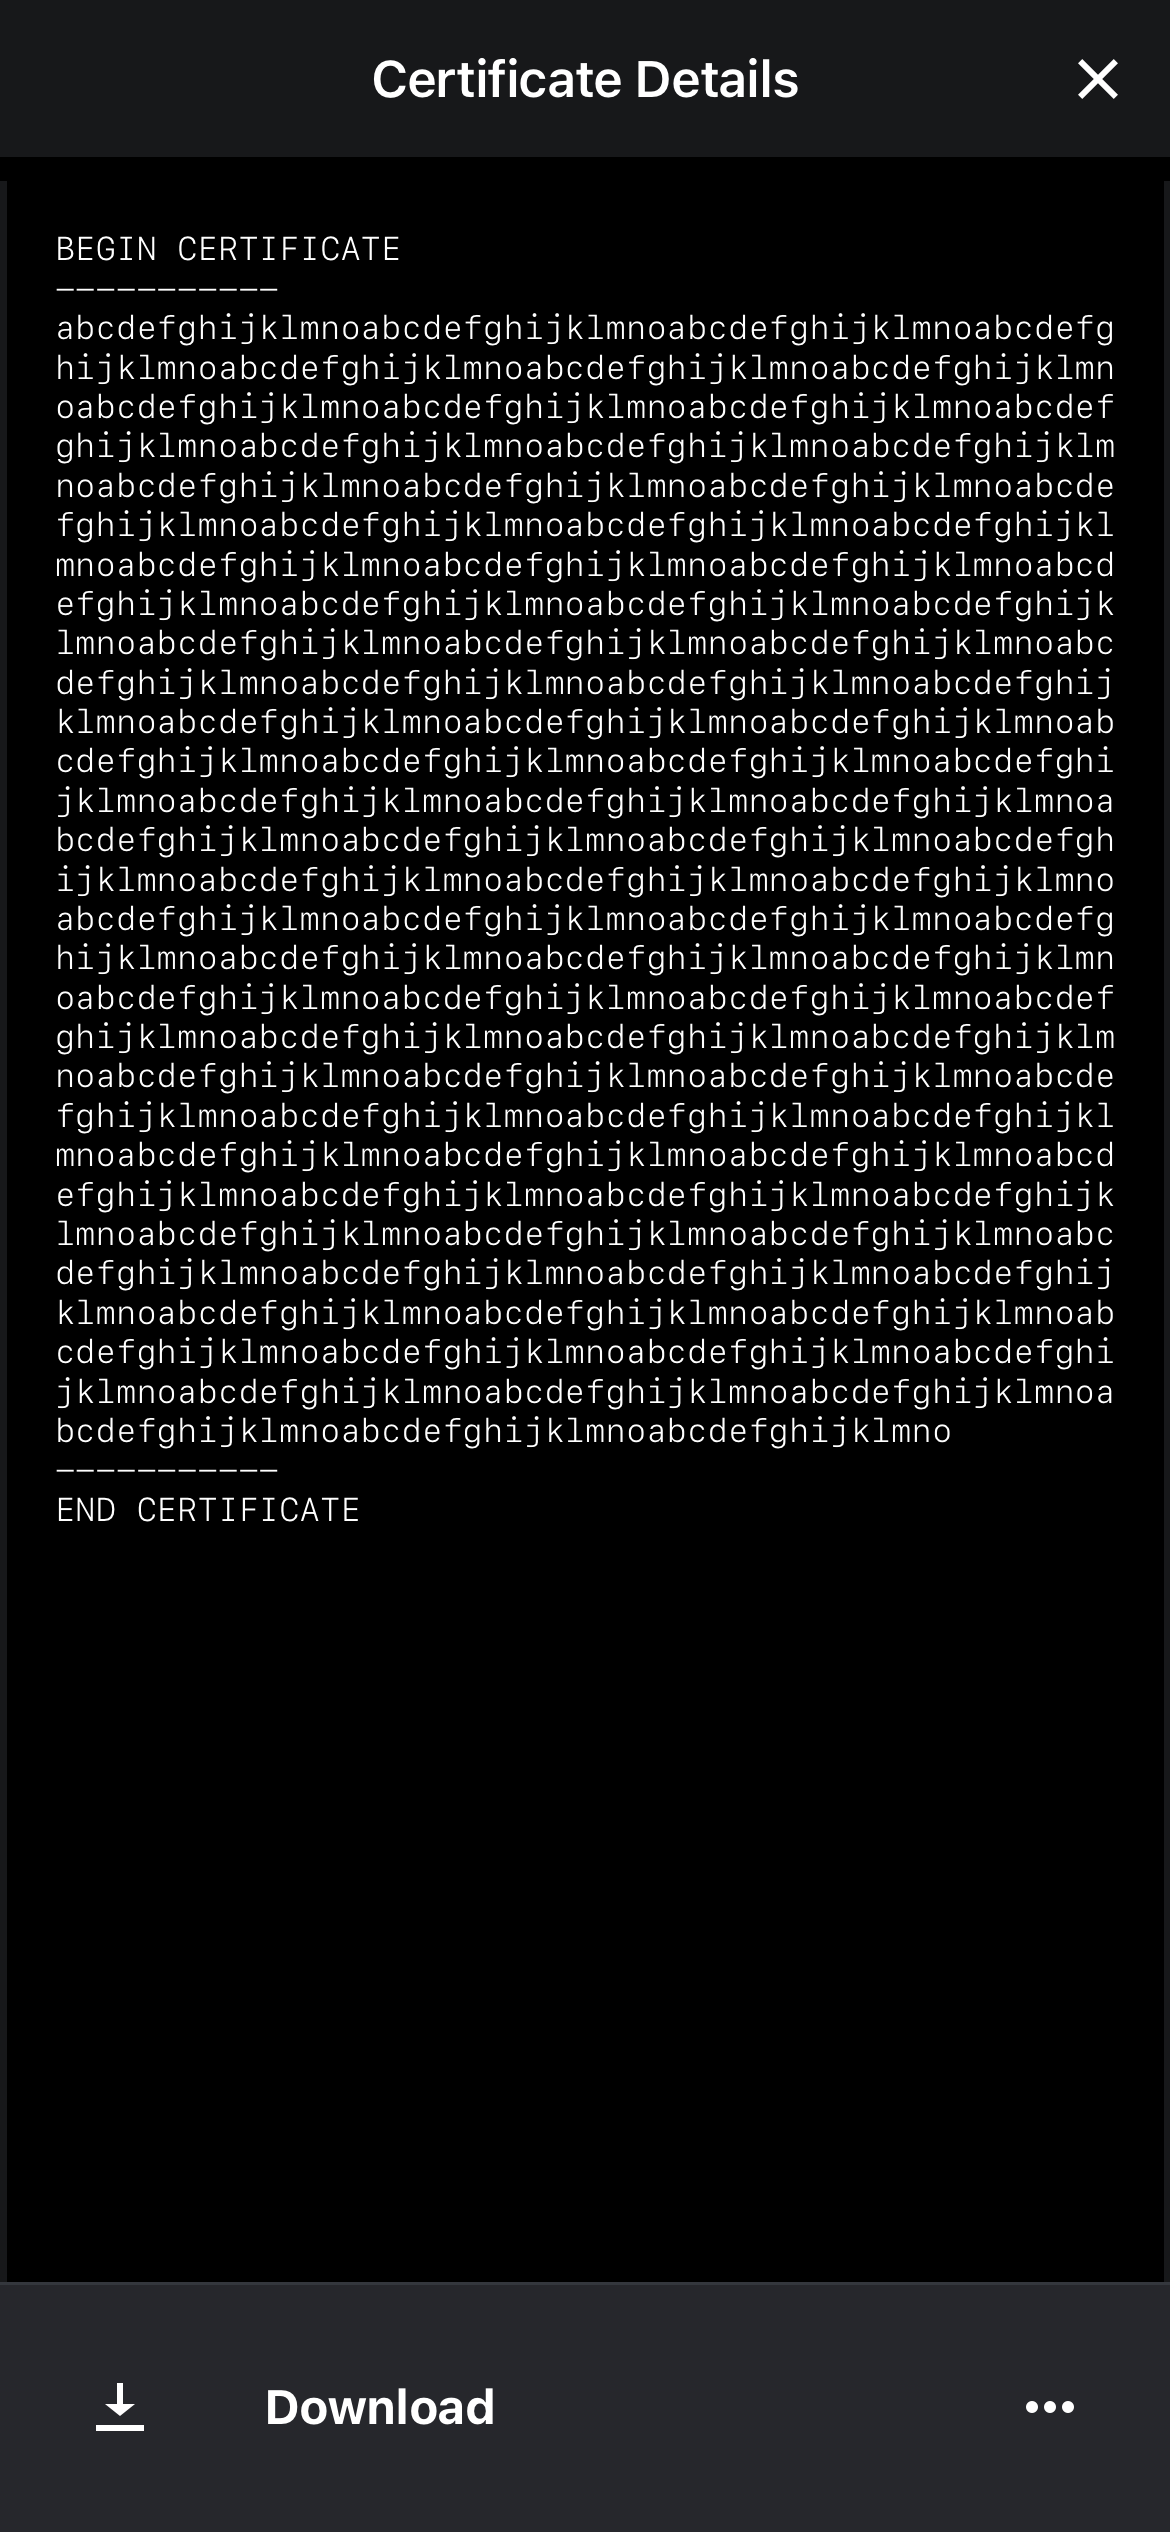 Certificate Details
BEGIN CERTIFICATE
-----------
abcdefghijklmnoabcdefghijklmnoabcdefghijklmnoabcdefg
hijklmnoabcdefghijklmnoabcdefghijklmnoabcdefghijklmn
oabcdefghijklmnoabcdefghijklmnoabcdefghijklmnoabcdef
ghijklmnoabcdefghijklmnoabcdefghijklmnoabcdefghijklm
noabcdefghijklmnoabcdefghijklmnoabcdefghijklmnoabcde
fghijklmnoabcdefghijklmnoabcdefghijklmnoabcdefghijkl
mnoabcdefghijklmnoabcdefghijklmnoabcdefghijklmnoabcd
efghijklmnoabcdefghijklmnoabcdefghijklmnoabcdefghijk
lmnoabcdefghijklmnoabcdefghijklmnoabcdefghijklmnoabc
defghijklmnoabcdefghijklmnoabcdefghijklmnoabcdefghij
klmnoabcdefghijklmnoabcdefghijklmnoabcdefghijklmnoab
cdefghijklmnoabcdefghijklmnoabcdefghijklmnoabcdefghi
jklmnoabcdefghijklmnoabcdefghijklmnoabcdefghijklmnoa
bcdefghijklmnoabcdefghijklmnoabcdefghijklmnoabcdefgh
ijklmnoabcdefghijklmnoabcdefghijklmnoabcdefghijklmno
abcdefghijklmnoabcdefghijklmnoabcdefghijklmnoabcdefg
hijklmnoabcdefghijklmnoabcdefghijklmnoabcdefghijklmn
oabcdefghijklmnoabcdefghijklmnoabcdefghijklmnoabcdef
ghijklmnoabcdefghijklmnoabcdefghijklmnoabcdefghijklm
noabcdefghijklmnoabcdefghijklmnoabcdefghijklmnoabcde
fghijklmnoabcdefghijklmnoabcdefghijklmnoabcdefghijkl
mnoabcdefghijklmnoabcdefghijklmnoabcdefghijklmnoabcd
efghijklmnoabcdefghijklmnoabcdefghijklmnoabcdefghijk
lmnoabcdefghijklmnoabcdefghijklmnoabcdefghijklmnoabc
defghijklmnoabcdefghijklmnoabcdefghijklmnoabcdefghij
klmnoabcdefghijklmnoabcdefghijklmnoabcdefghijklmnoab
cdefghijklmnoabcdefghijklmnoabcdefghijklmnoabcdefghi
jklmnoabcdefghijklmnoabcdefghijklmnoabcdefghijklmnoa
bcdefghijklmnoabcdefghijklmnoabcdefghijklmno
-----------
END CERTIFICATE
Download